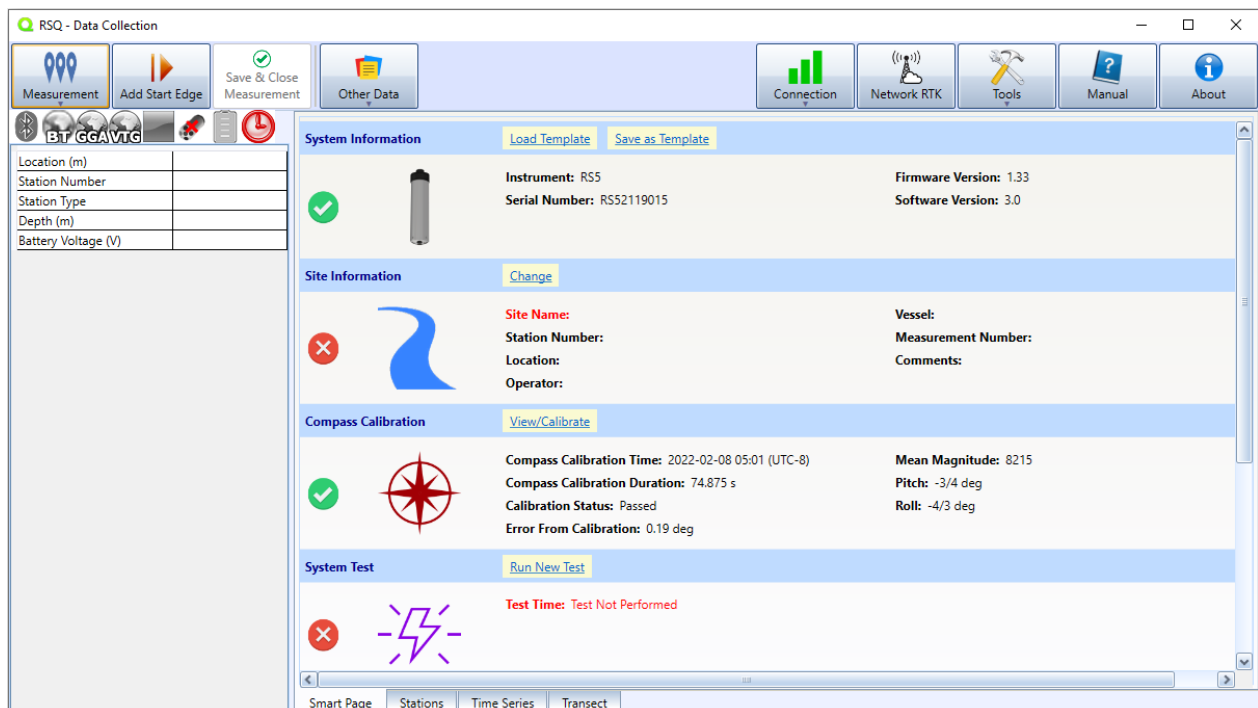 RSQ - Data Collection
Measurement
Add Start Edge
Save & Close
Measurement
Other Data
Connection
Network RTK
Tools
Manual
About
BT GGA VTG
Location (m)
Station Number
Station Type
Depth (m)
Battery Voltage (V)
System Information Load Template Save as Template
Instrument: RS5 Firmware Version: 1.33
Serial Number: RS52119015 Software Version: 3.0
Site Information Change
Site Name: Vessel:
Station Number: Measurement Number:
Location: Comments:
Operator:
Compass Calibration View/Calibrate
Compass Calibration Time: 2022-02-08 05:01 (UTC-8) Mean Magnitude: 8215
Compass Calibration Duration: 74.875 s Pitch: -3/4 deg
Calibration Status: Passed Roll: -4/3 deg
Error From Calibration: 0.19 deg
System Test Run New Test
Test Time: Test Not Performed
Smart Page Stations Time Series Transect